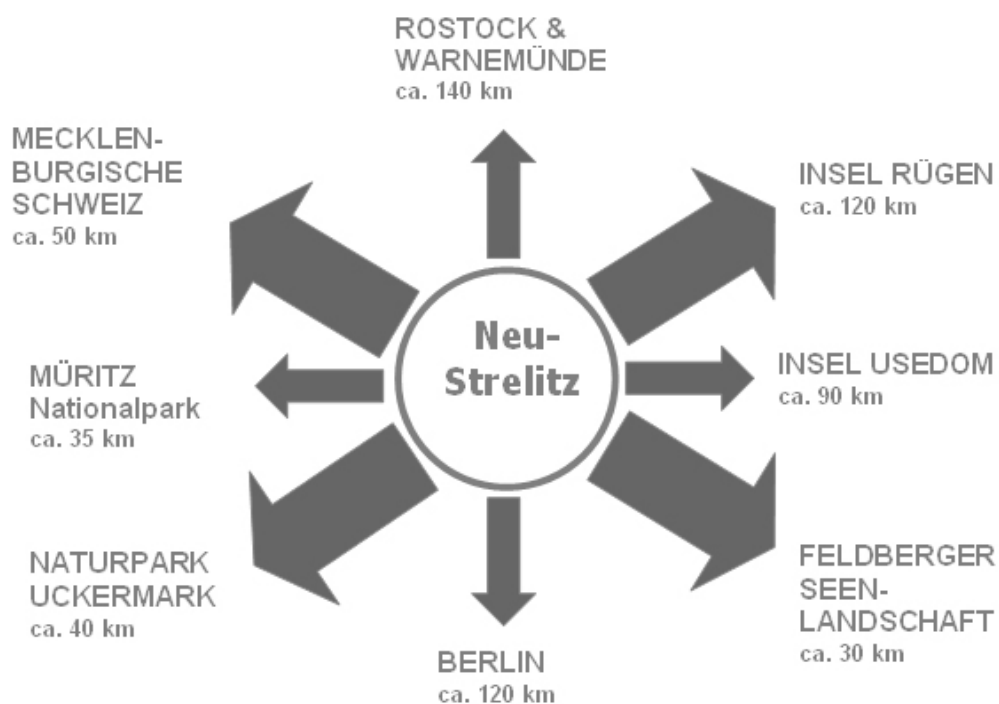 ROSTOCK &
WARNEMÜNDE
ca. 140 km
MECKLEN-
BURGISCHE
SCHWEIZ
ca. 50 km
INSEL RÜGEN
ca. 120 km
Neu-
Strelitz
MÜRITZ
Nationalpark
ca. 35 km
INSEL USEDOM
ca. 90 km
NATURPARK
UCKERMARK
ca. 40 km
FELDBERGER
SEEN-
LANDSCHAFT
ca. 30 km
BERLIN
ca. 120 km